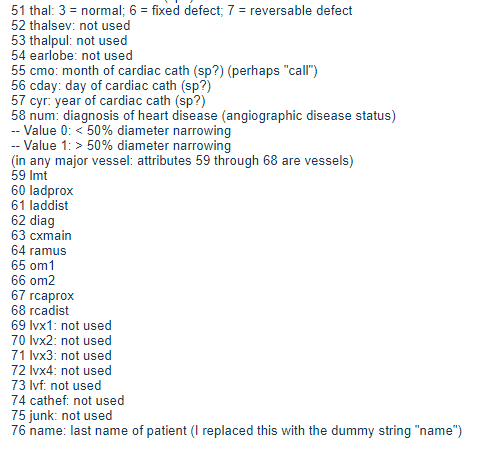 51 thal: 3 = normal; 6 = fixed defect; 7 = reversable defect
52 thalsev: not used
53 thalpul: not used
54 earlobe: not used
55 cmo: month of cardiac cath (sp?) (perhaps "call")
56 cday: day of cardiac cath (sp?)
57 cyr: year of cardiac cath (sp?)
58 num: diagnosis of heart disease (angiographic disease status)
-- Value 0: < 50% diameter narrowing
-- Value 1: > 50% diameter narrowing
(in any major vessel: attributes 59 through 68 are vessels)
59 lmt
60 ladprox
61 laddist
62 diag
63 cxmain
64 ramus
65 om1
66 om2
67 rcaprox
68 rcadist
69 lvx1: not used
70 lvx2: not used
71 lvx3: not used
72 lvx4: not used
73 lvf: not used
74 cathef: not used
75 junk: not used
76 name: last name of patient (I replaced this with the dummy string "name")